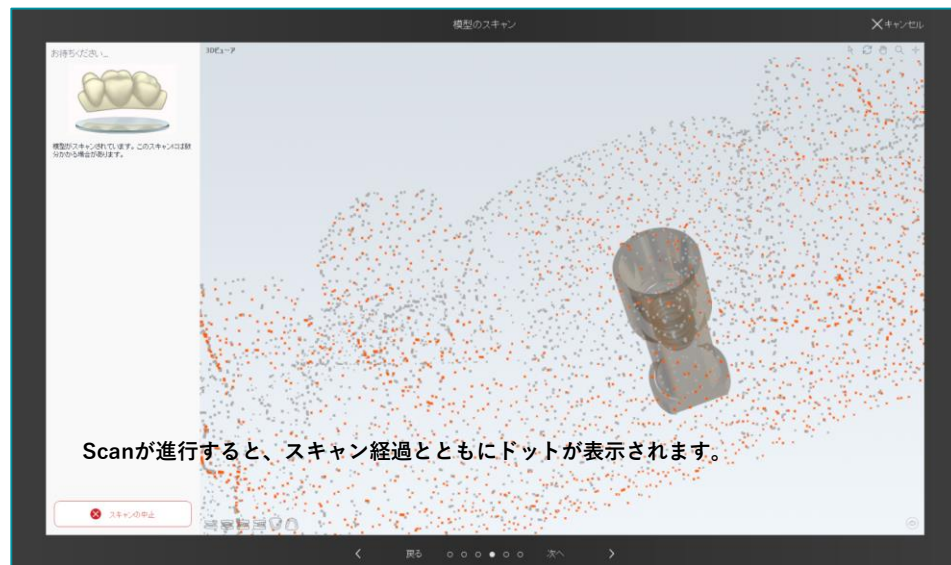 模型のスキャン
キャンセル
お待ちください...
3Dビューア
模型がスキャンされています。このスキャンには数
分かかる場合があります。
Scanが進行すると、スキャン経過とともにドットが表示されます。
スキャンの中止
戻る
次へ